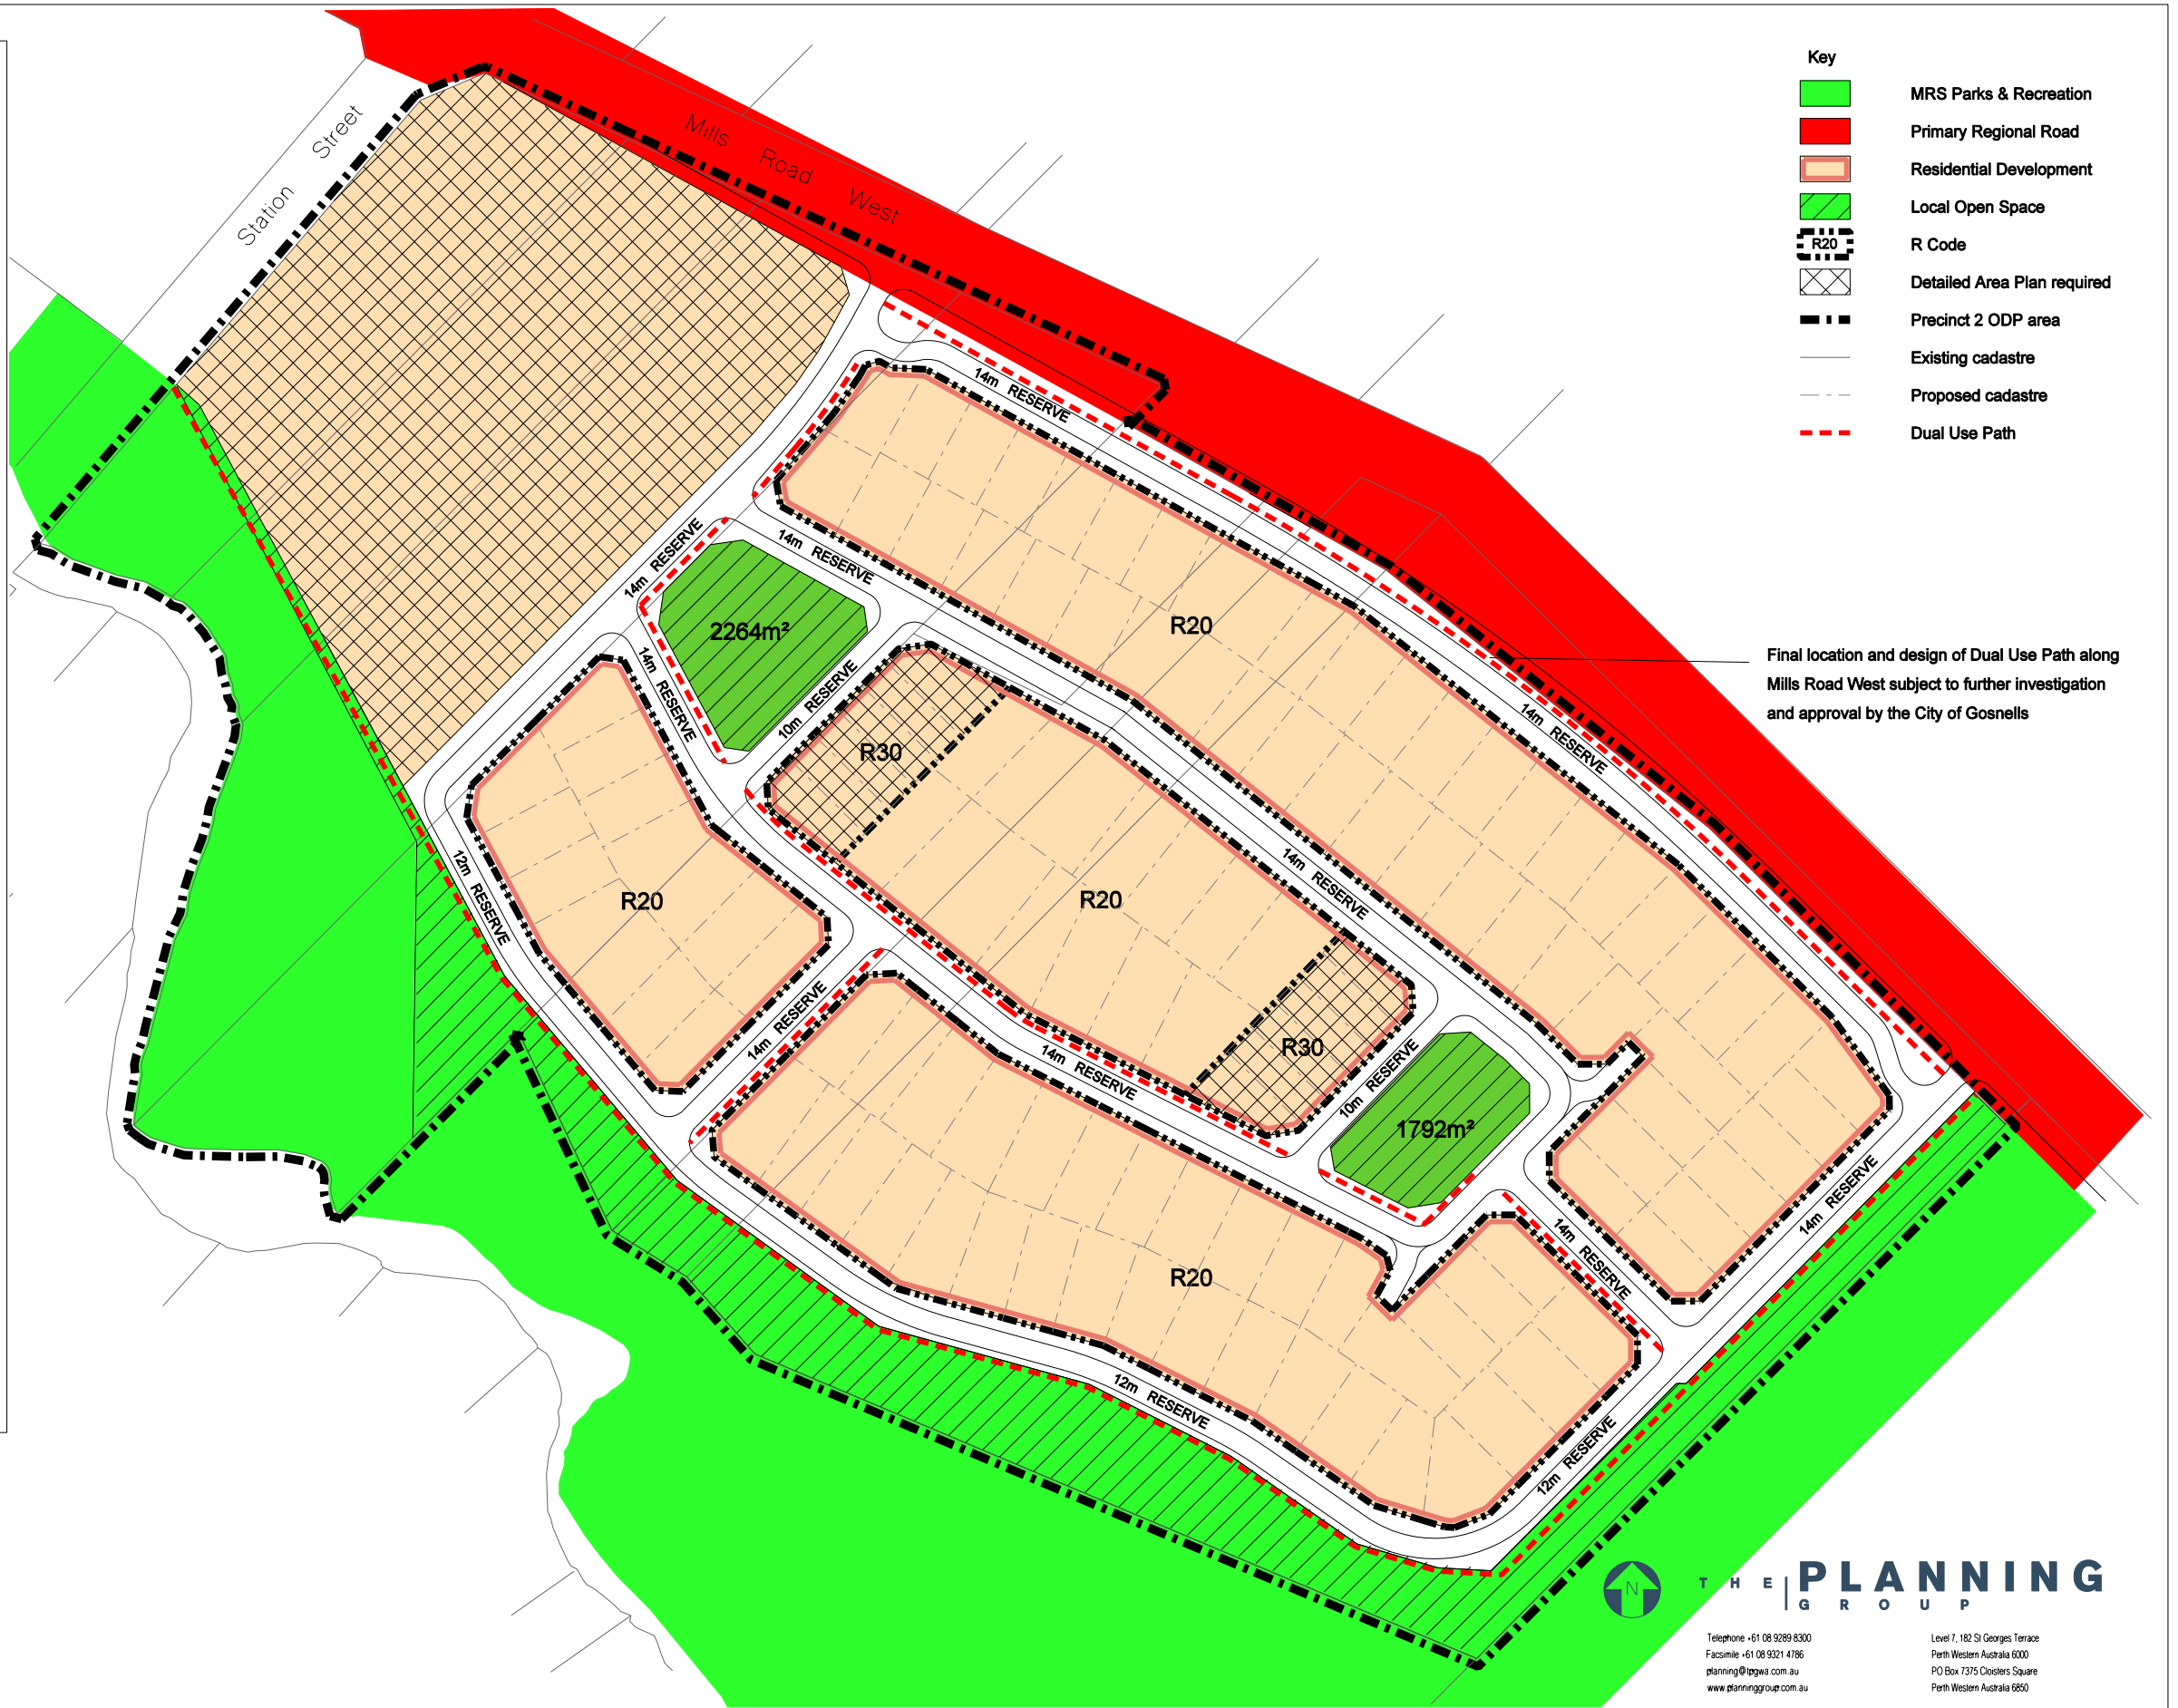 Key
MRS Parks & Recreation
Primary Regional Road
Residential Development
Local Open Space
R20
R Code
Detailed Area Plan required
Precinct 2 ODP area
Existing cadastre
Proposed cadastre
Dual Use Path
Station Street
Mills Road West
14m RESERVE
14m RESERVE
14m RESERVE
R20
2264m²
14m RESERVE
10m RESERVE
R30
Final location and design of Dual Use Path along
Mills Road West subject to further investigation
and approval by the City of Gosnells
14m RESERVE
12m RESERVE
R20
R20
14m RESERVE
14m RESERVE
14m RESERVE
R30
10m RESERVE
1792m²
14m RESERVE
14m RESERVE
R20
12m RESERVE
12m RESERVE
N
THE PLANNING
GROUP
Telephone +61 08 9289 8300
Facsimile +61 08 9321 4786
planning@tpgwa.com.au
www.planninggroup.com.au
Level 7, 182 St Georges Terrace
Perth Western Australia 6000
PO Box 7375 Cloisters Square
Perth Western Australia 6850